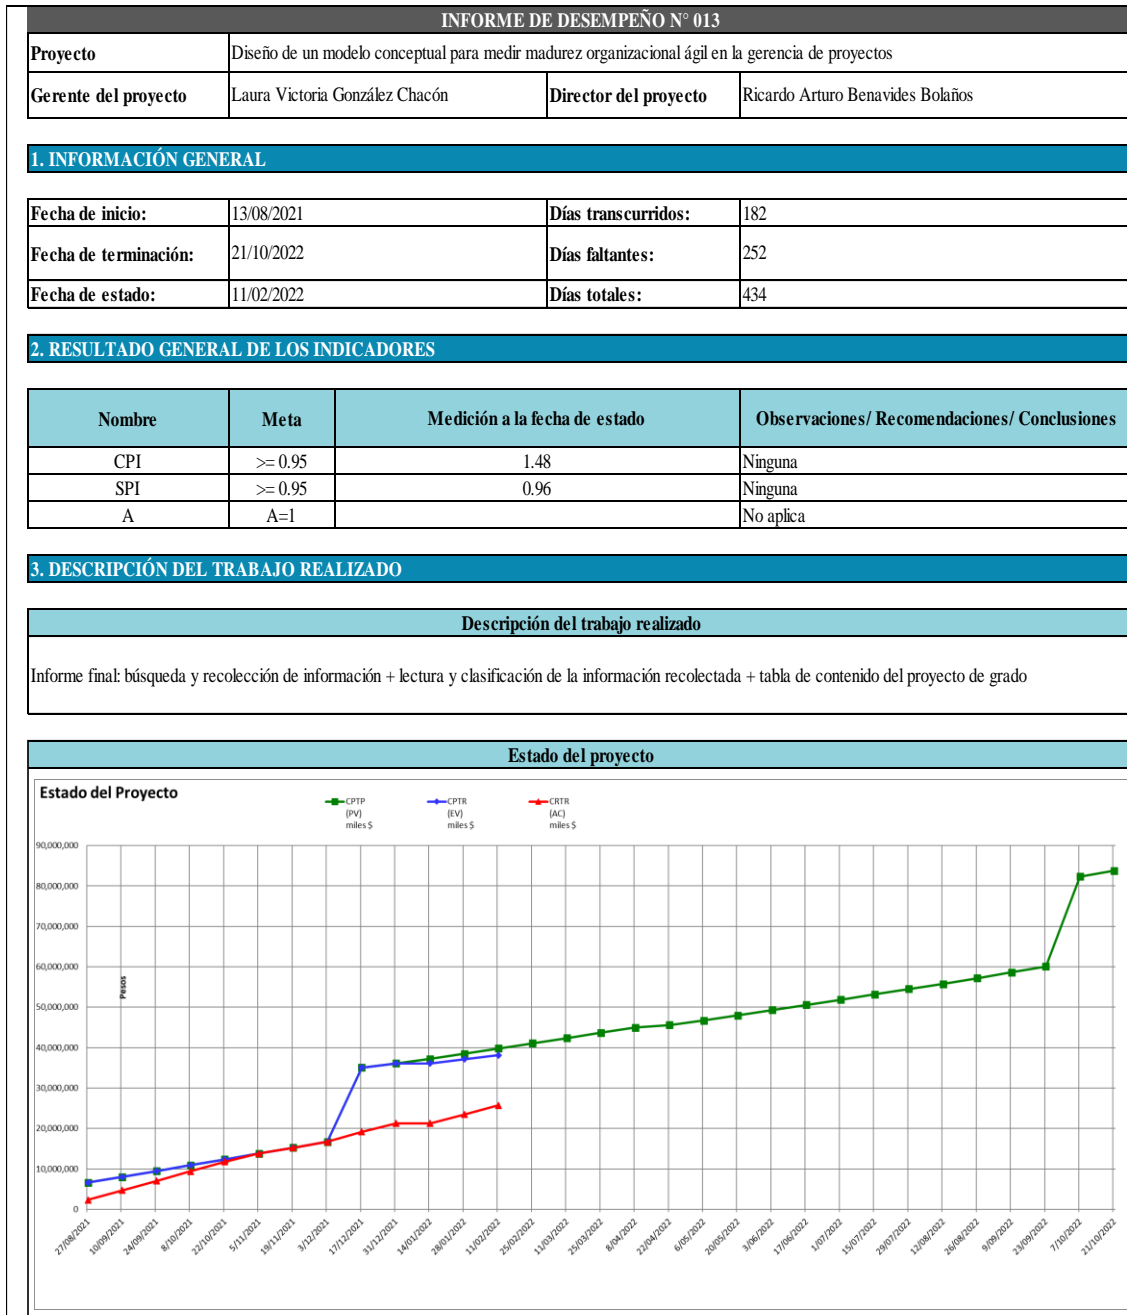 INFORME DE DESEMPEÑO N° 013
Proyecto Diseño de un modelo conceptual para medir madurez organizacional ágil en la gerencia de proyectos
Gerente del proyecto Laura Victoria González Chacón Director del proyecto Ricardo Arturo Benavides Bolaños
1. INFORMACIÓN GENERAL
Fecha de inicio: 13/08/2021 Días transcurridos: 182
Fecha de terminación: 21/10/2022 Días faltantes: 252
Fecha de estado: 11/02/2022 Días totales: 434
2. RESULTADO GENERAL DE LOS INDICADORES
Nombre Meta Medición a la fecha de estado Observaciones/ Recomendaciones/ Conclusiones
CPI >= 0.95 1.48 Ninguna
SPI >= 0.95 0.96 Ninguna
A A=1 No aplica
3. DESCRIPCIÓN DEL TRABAJO REALIZADO
Descripción del trabajo realizado
Informe final: búsqueda y recolección de información + lectura y clasificación de la información recolectada + tabla de contenido del proyecto de grado
Estado del proyecto
Estado del Proyecto
CPTP (PV) miles $
CPTR (EV) miles $
CRTR (AC) miles $
90,000,000
80,000,000
70,000,000
60,000,000
50,000,000
40,000,000
30,000,000
20,000,000
10,000,000
0
Pesos
27/08/2021 10/09/2021 24/09/2021 8/10/2021 22/10/2021 5/11/2021 19/11/2021 3/12/2021 17/12/2021 31/12/2021 14/01/2022 28/01/2022 11/02/2022 25/02/2022 11/03/2022 25/03/2022 8/04/2022 22/04/2022 6/05/2022 20/05/2022 3/06/2022 17/06/2022 1/07/2022 15/07/2022 29/07/2022 12/08/2022 26/08/2022 9/09/2022 23/09/2022 7/10/2022 21/10/2022